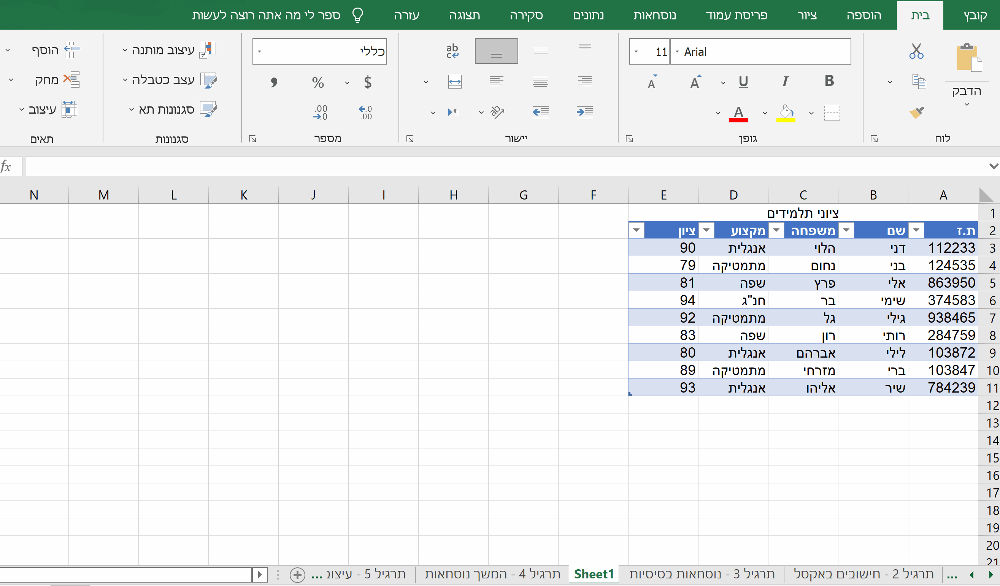 קובץ בית הוספה ציור פריסת עמוד נוסחאות נתונים סקירה תצוגה עזרה ספר לי מה אתה רוצה לעשות
הדבק
לוח
Arial 11
B I U A A
A
גופן
ab
c
ab
יישור
כללי
$ % ,
.0 .00 .00 .0
מספר
עיצוב מותנה
עצב כטבלה
סגנונות תא
סגנונות
הוסף
מחק
עיצוב
תאים
fx
A B C D E F G H I J K L M N
1 ציוני תלמידים
2 ת.ז שם משפחה מקצוע ציון
3 112233 דני הלוי אנגלית 90
4 124535 בני נחום מתמטיקה 79
5 863950 אלי פרץ שפה 81
6 374583 שימי בר חנ"ג 94
7 938465 גילי גל מתמטיקה 92
8 284759 רותי רון שפה 83
9 103872 לילי אברהם אנגלית 80
10 103847 ברי מזרחי מתמטיקה 89
11 784239 שיר אליהו אנגלית 93
12
13
14
15
16
17
18
19
20
21
... תרגיל 2 - חישובים באקסל תרגיל 3 - נוסחאות בסיסיות Sheet1 תרגיל 4 - המשך נוסחאות תרגיל 5 - עיצוב ...